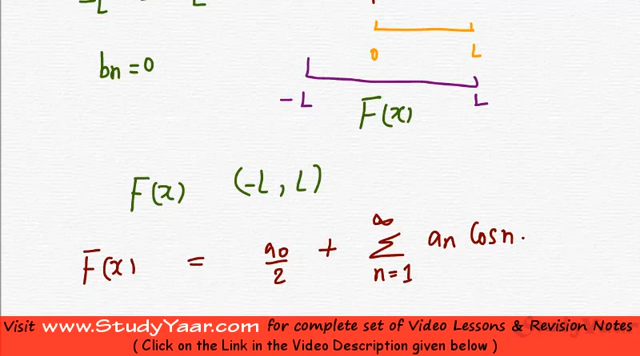 -L L
0 L
bn = 0
-L L
F(x)
F(x) (-L, L)
F(x) = a0/2 + ∞ Σ n=1 an Cosn.
Visit www.StudyYaar.com for complete set of Video Lessons & Revision Notes
( Click on the Link in the Video Description given below )